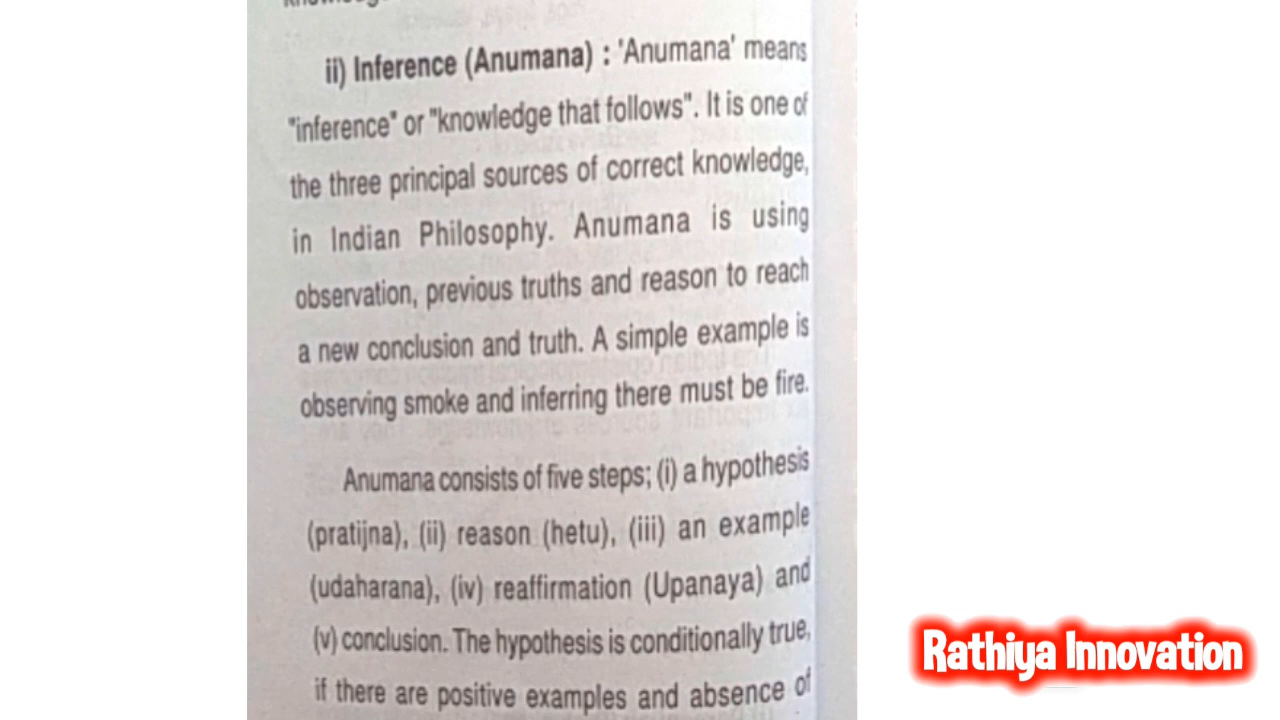 ii) Inference (Anumana) : 'Anumana' means
"inference" or "knowledge that follows". It is one of
the three principal sources of correct knowledge,
in Indian Philosophy. Anumana is using
observation, previous truths and reason to reach
a new conclusion and truth. A simple example is
observing smoke and inferring there must be fire.
Anumana consists of five steps; (i) a hypothesis
(pratijna), (ii) reason (hetu), (iii) an example
(udaharana), (iv) reaffirmation (Upanaya) and
(v) conclusion. The hypothesis is conditionally true,
if there are positive examples and absence of
Rathiya Innovation